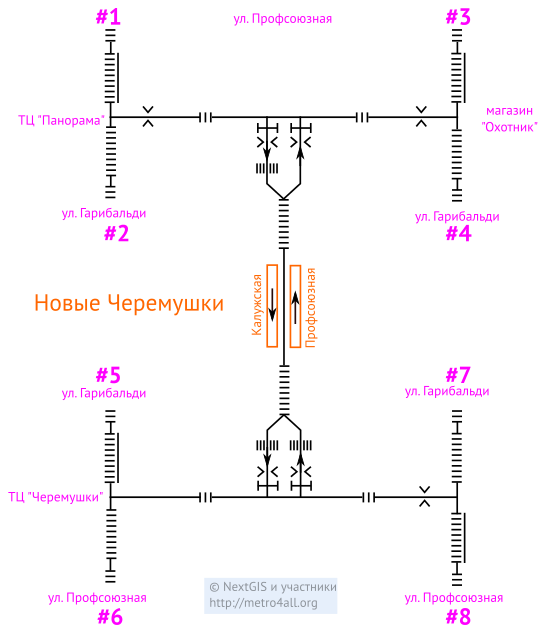 #1
ул. Профсоюзная
#3
ТЦ "Панорама"
магазин
"Охотник"
ул. Гарибальди
#2
ул. Гарибальди
#4
Новые Черемушки
Калужская
Профсоюзная
#5
ул. Гарибальди
#7
ул. Гарибальди
ТЦ "Черемушки"
ул. Профсоюзная
#6
ул. Профсоюзная
#8
© NextGIS и участники
http://metro4all.org